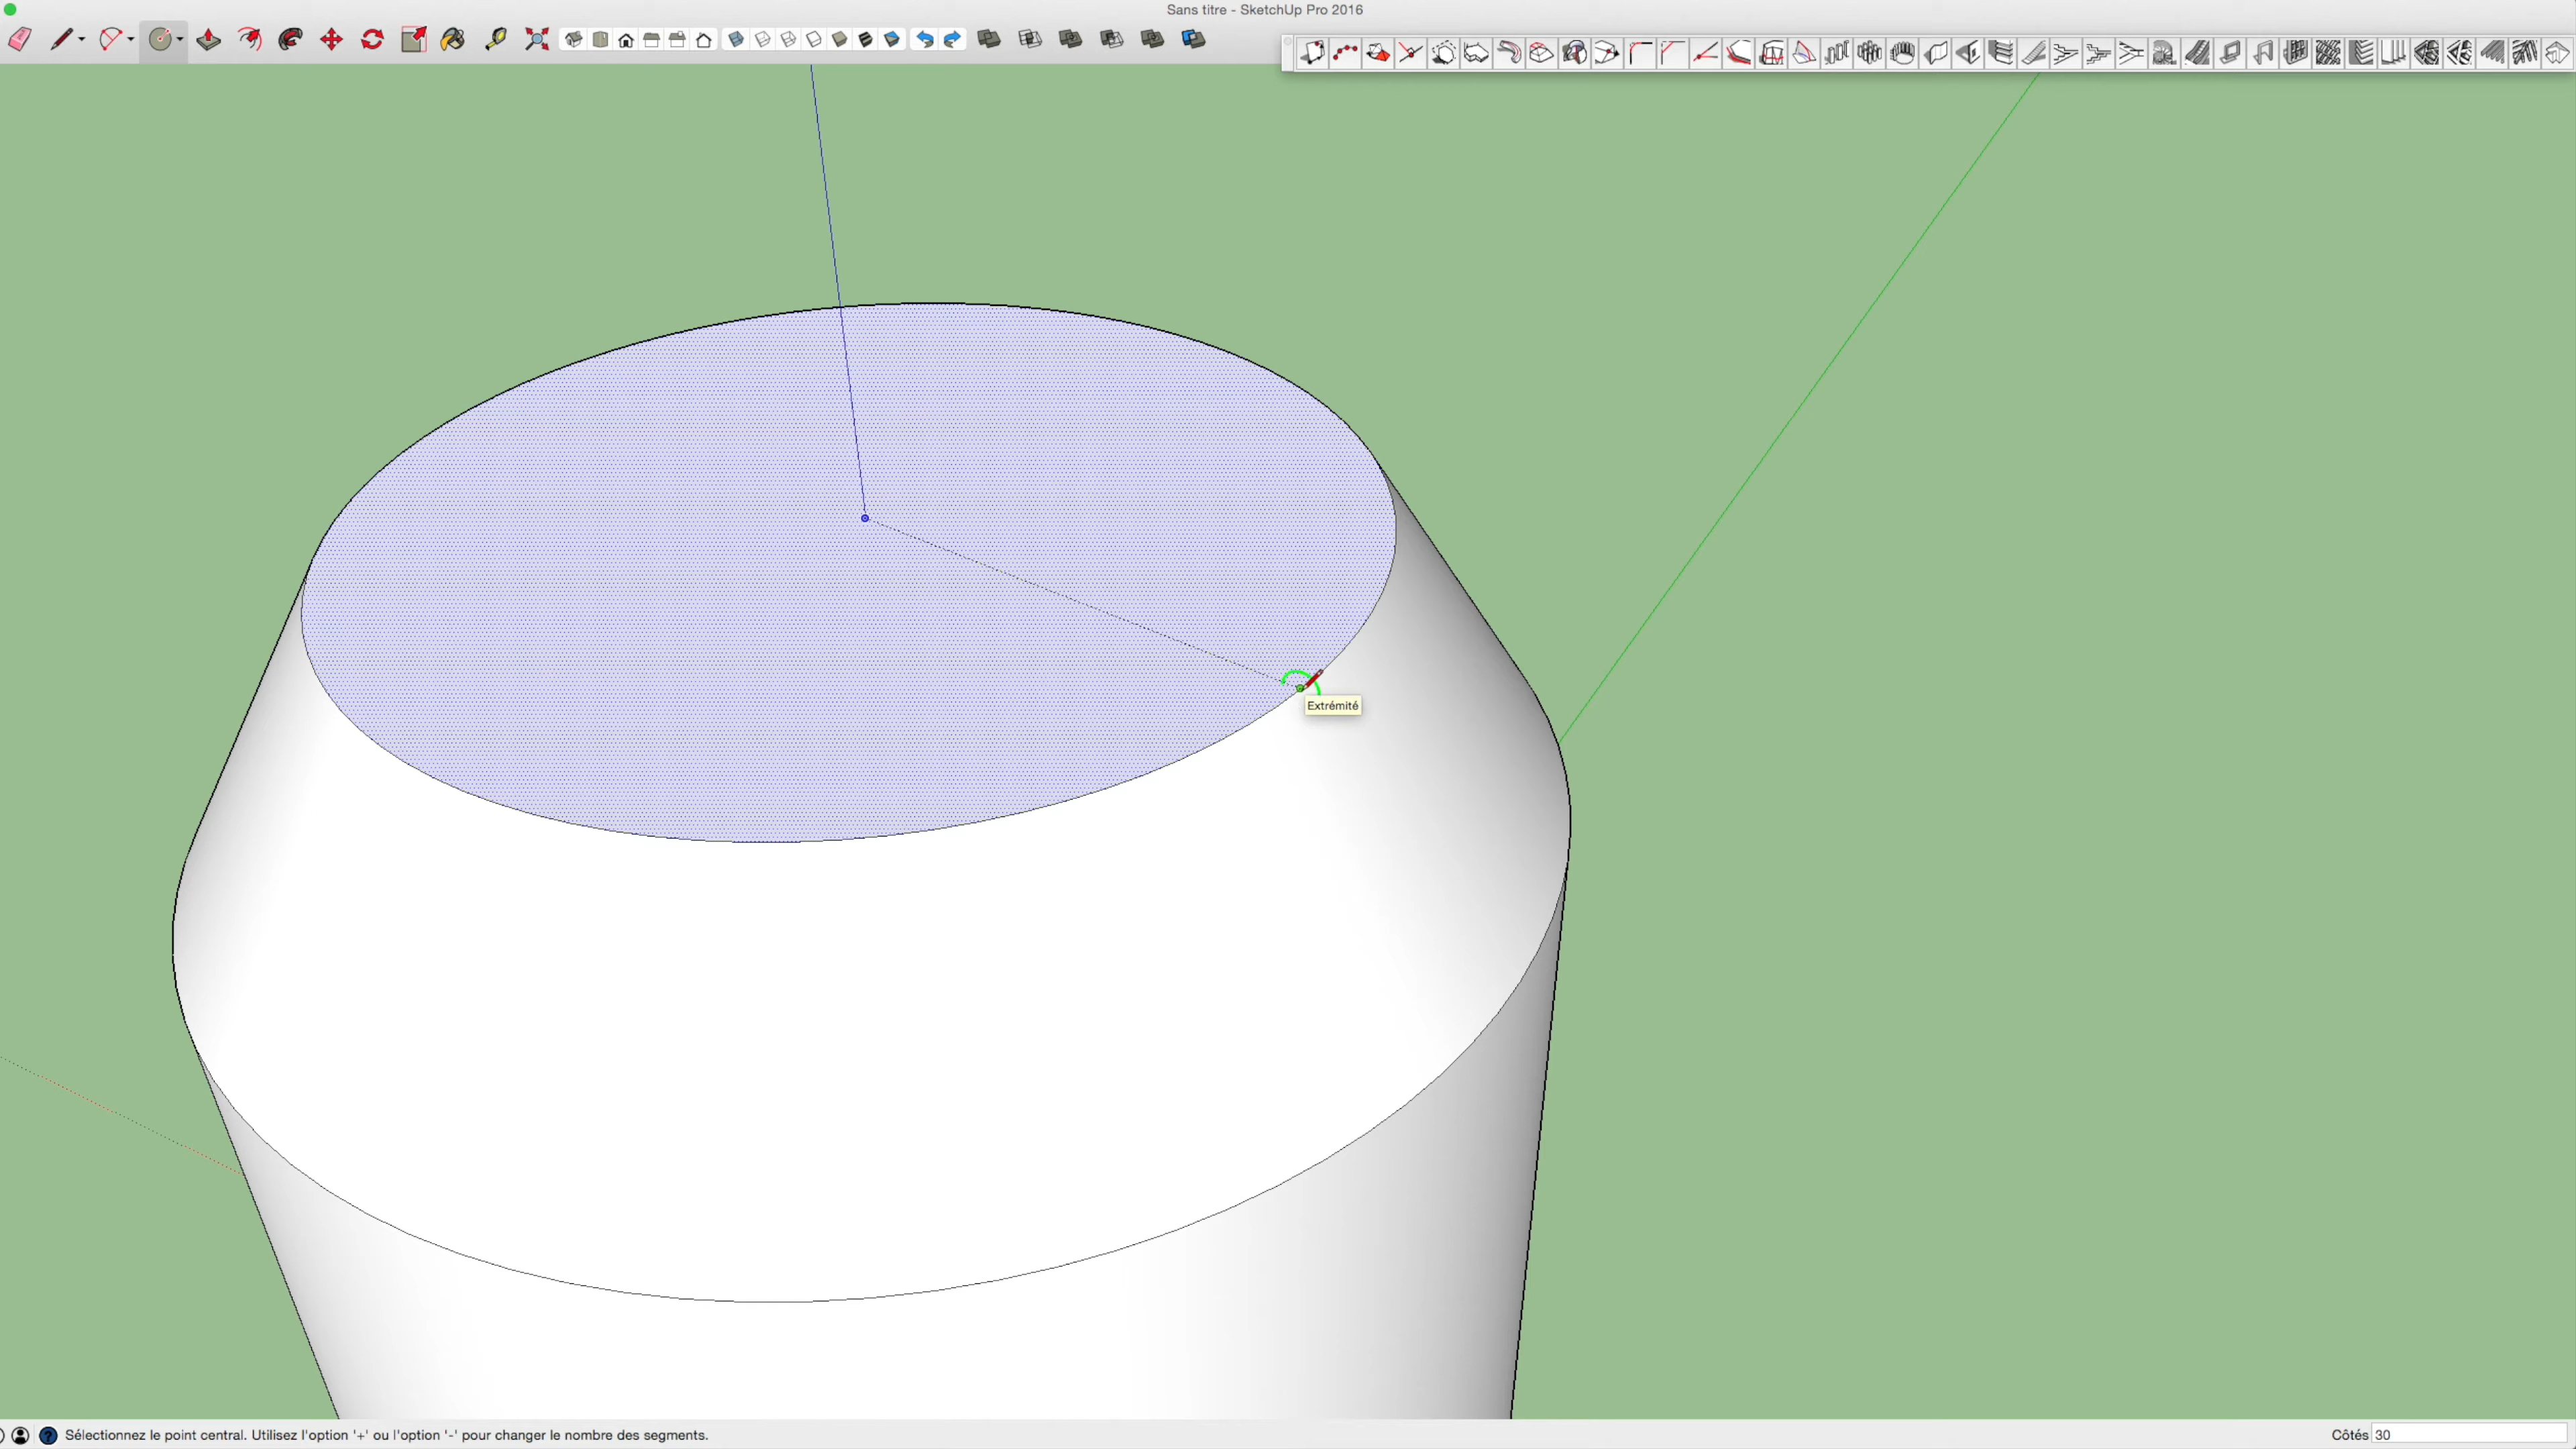 Sans titre - SketchUp Pro 2016
Extrémité
Sélectionnez le point central. Utilisez l'option '+' ou l'option '-' pour changer le nombre des segments.
Côtés 30